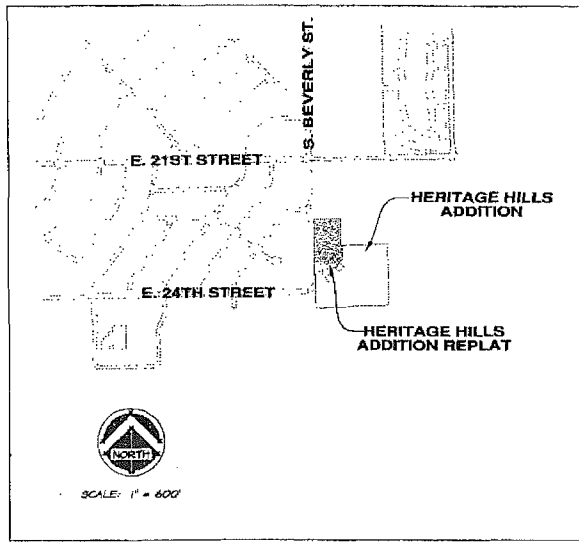 S. BEVERLY ST.
E. 21ST STREET
HERITAGE HILLS
ADDITION
E. 24TH STREET
HERITAGE HILLS
ADDITION REPLAT
NORTH
SCALE: 1" = 600'